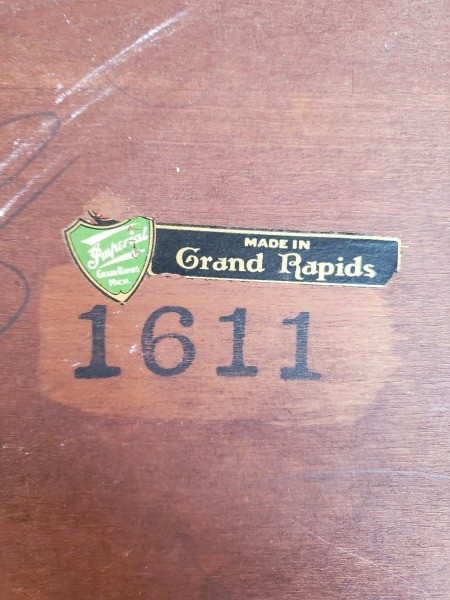 Imperial
Grand Rapids
Mich.
MADE IN
Grand Rapids
1611